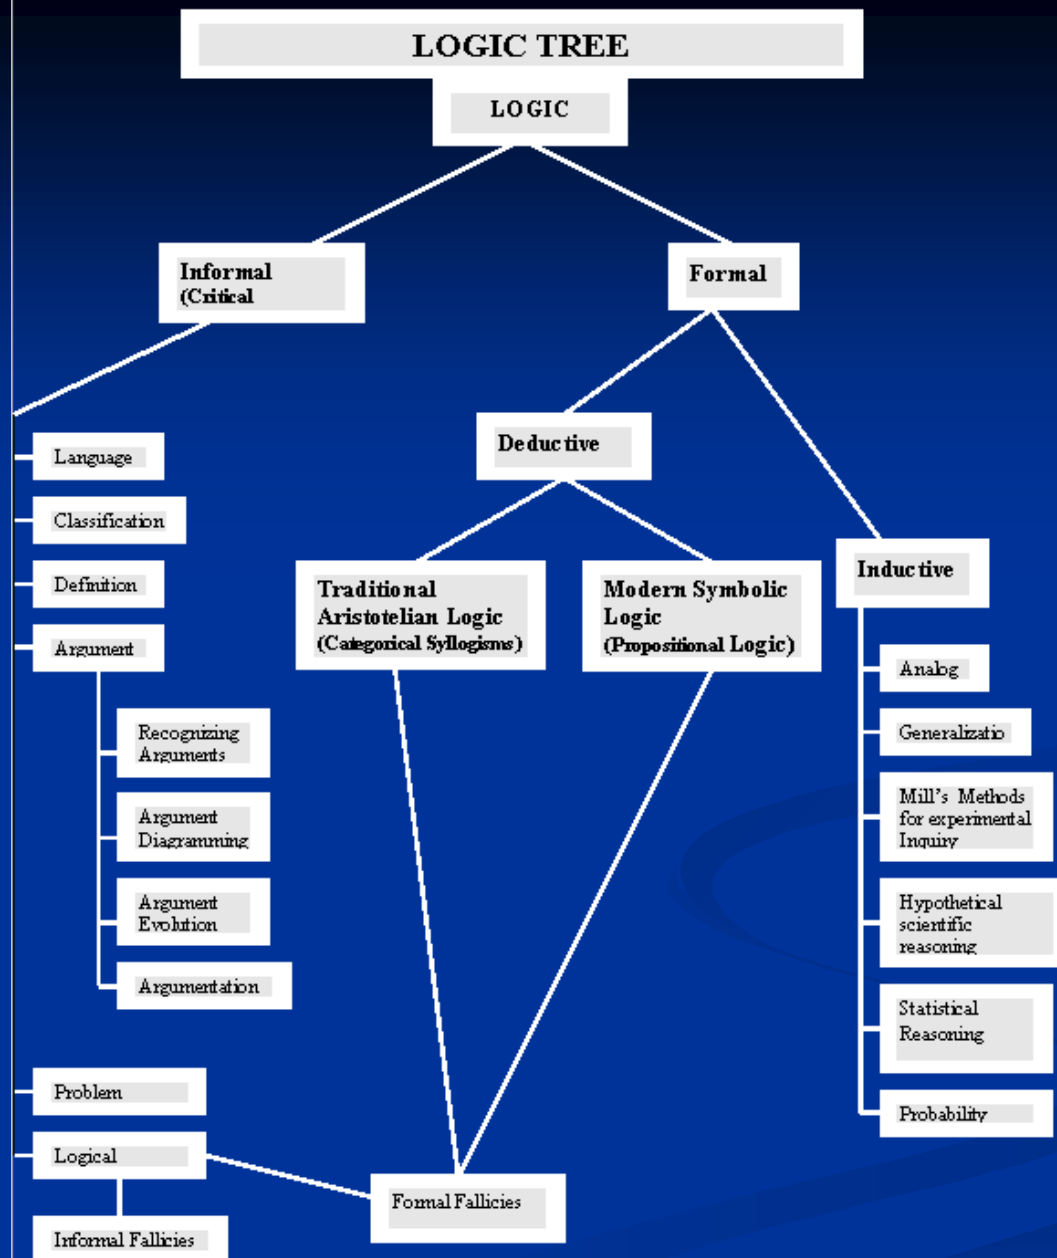 LOGIC TREE
LOGIC
Informal
(Critical
Formal
Deductive
Traditional
Aristotelian Logic
(Categorical Syllogisms)
Modern Symbolic
Logic
(Propositional Logic)
Inductive
Language
Classification
Definition
Argument
Recognizing
Arguments
Argument
Diagramming
Argument
Evolution
Argumentation
Problem
Logical
Informal Fallicies
Formal Fallicies
Analog
Generalizatio
Mill's Methods
for experimental
Inquiry
Hypothetical
scientific
reasoning
Statistical
Reasoning
Probability